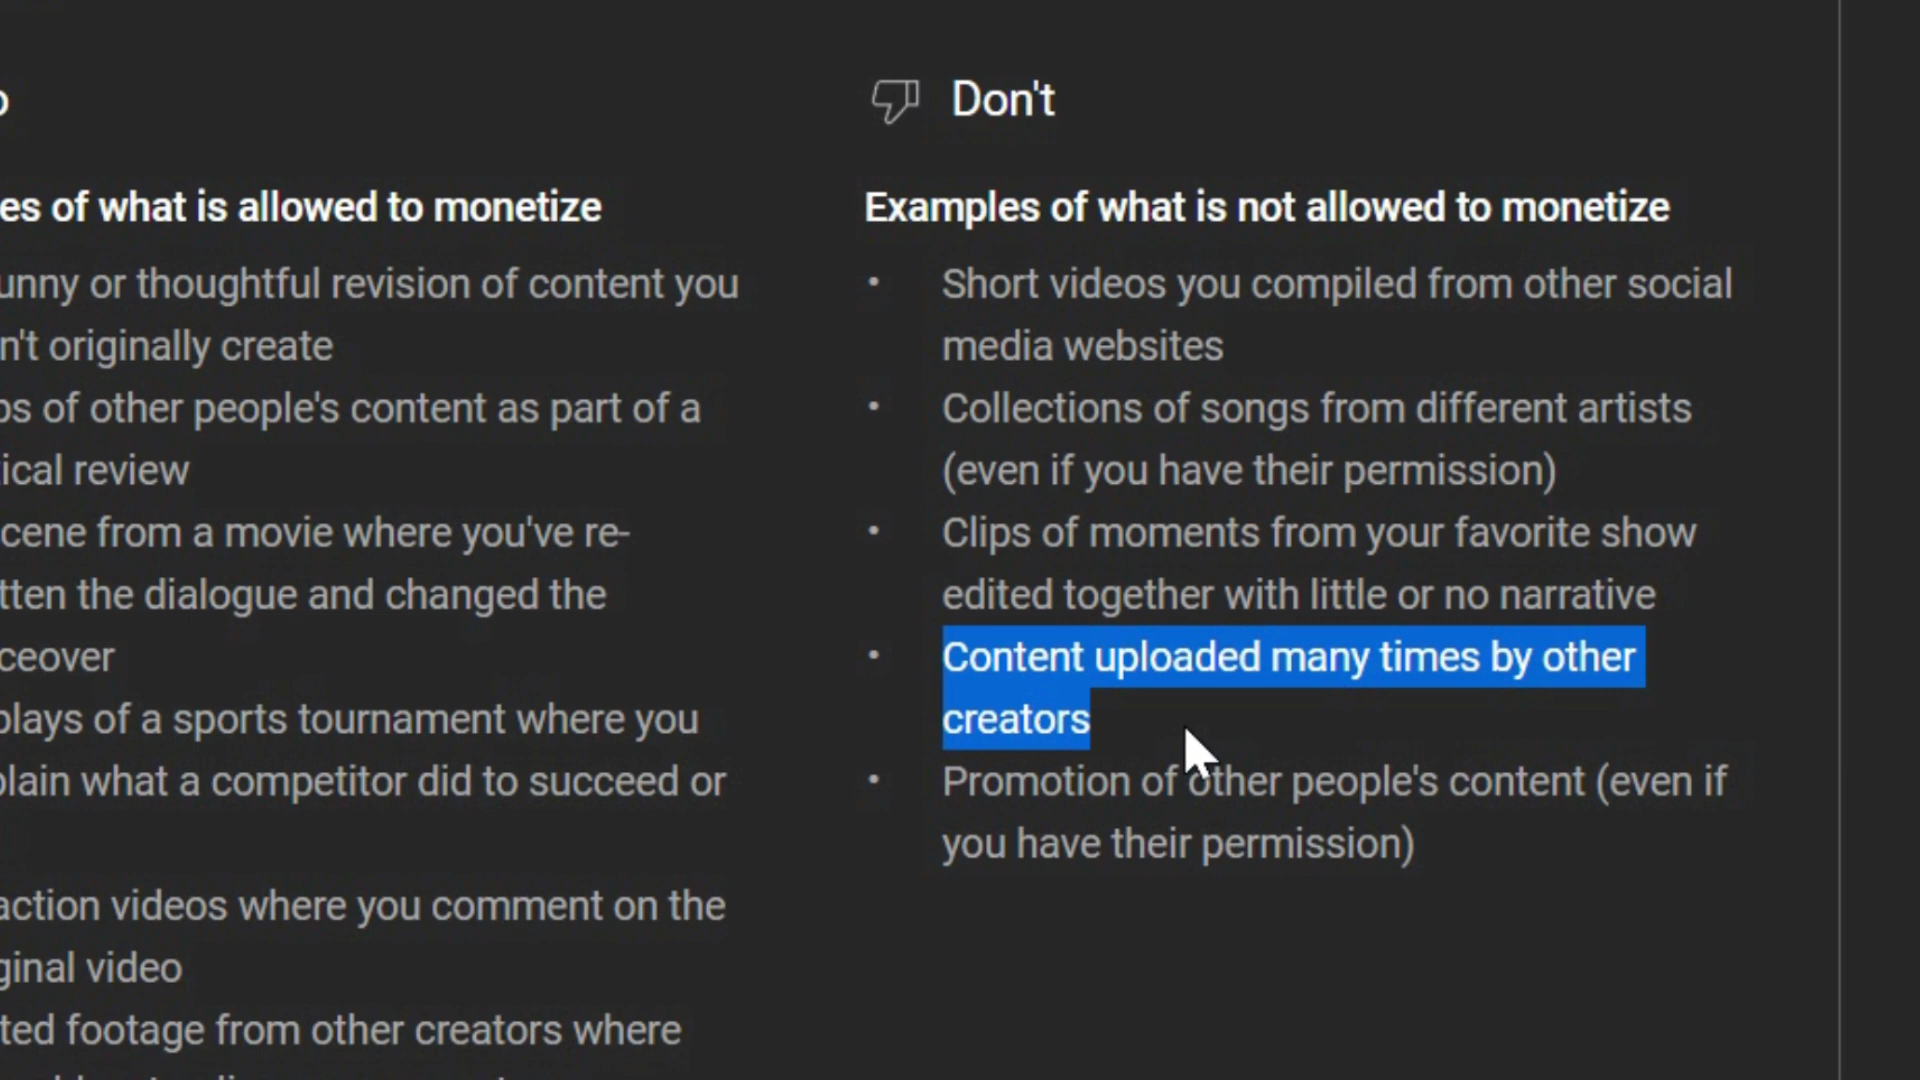 Don't
es of what is allowed to monetize
unny or thoughtful revision of content you
n't originally create
os of other people's content as part of a
ical review
cene from a movie where you've re-
tten the dialogue and changed the
ceover
plays of a sports tournament where you
plain what a competitor did to succeed or
action videos where you comment on the
ginal video
ted footage from other creators where
Examples of what is not allowed to monetize
• Short videos you compiled from other social
media websites
• Collections of songs from different artists
(even if you have their permission)
• Clips of moments from your favorite show
edited together with little or no narrative
• Content uploaded many times by other
creators
• Promotion of other people's content (even if
you have their permission)